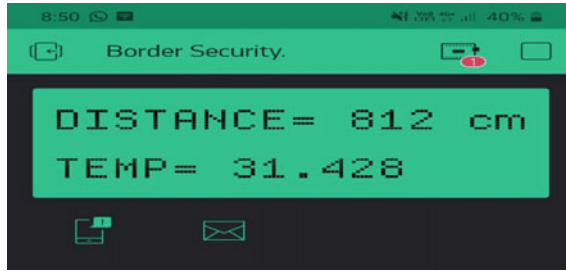 8:50 40%
Border Security.
1
DISTANCE= 812 cm
TEMP= 31.428